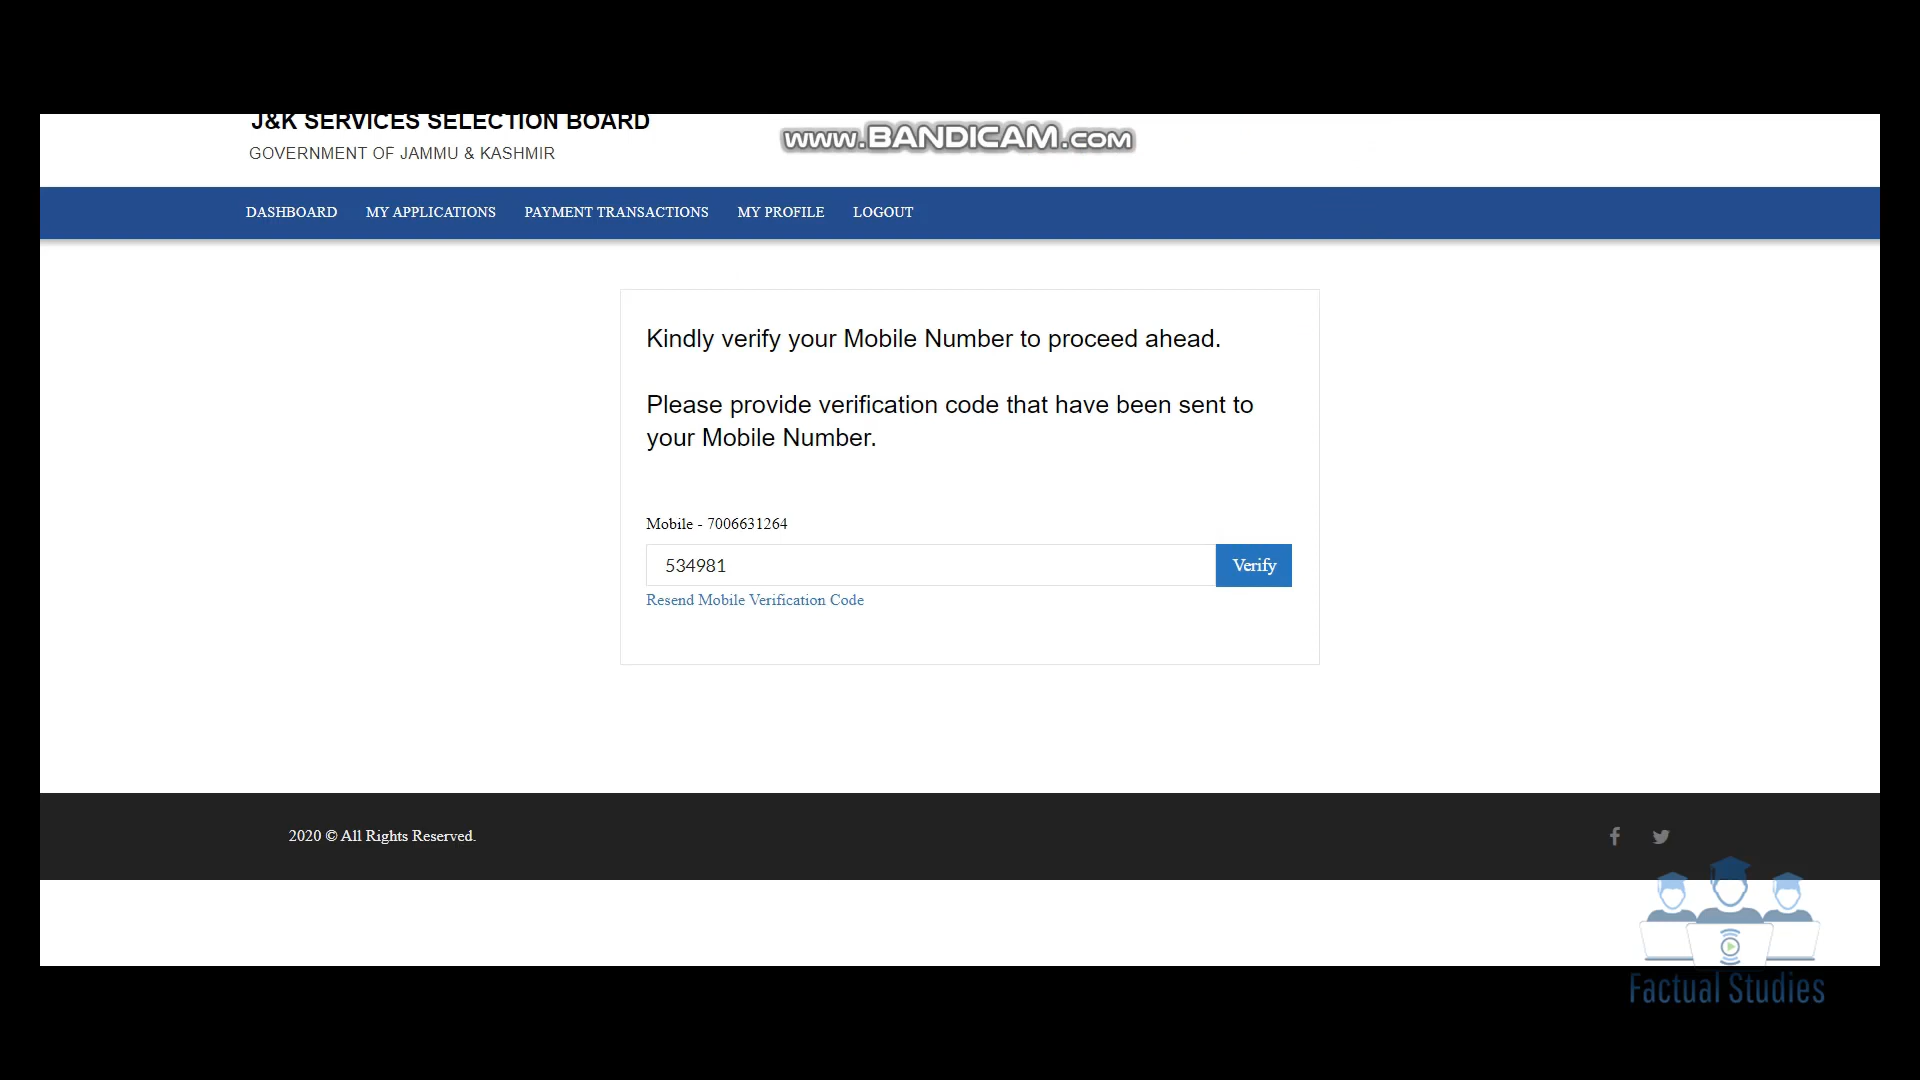 J&K SERVICES SELECTION BOARD
www.BANDICAM.com
GOVERNMENT OF JAMMU & KASHMIR
DASHBOARD MY APPLICATIONS PAYMENT TRANSACTIONS MY PROFILE LOGOUT
Kindly verify your Mobile Number to proceed ahead.
Please provide verification code that have been sent to
your Mobile Number.
Mobile - 7006631264
534981 Verify
Resend Mobile Verification Code
2020 © All Rights Reserved.
Factual Studies